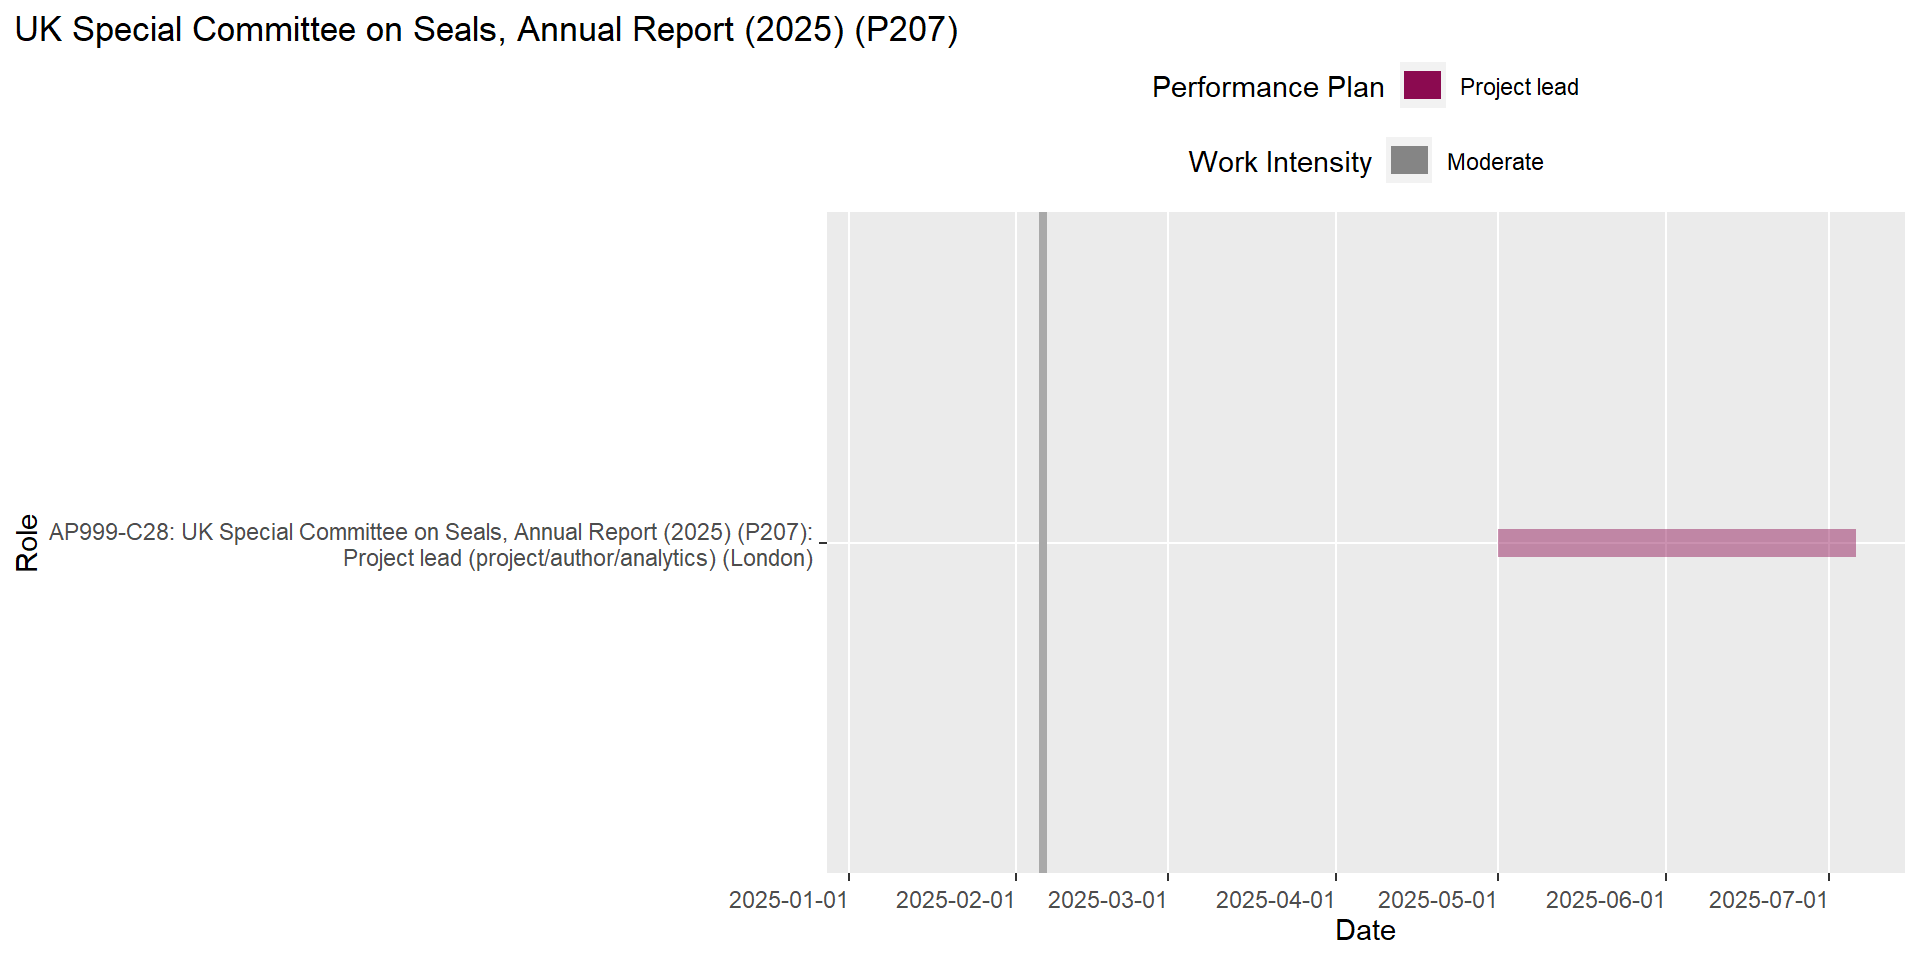 UK Special Committee on Seals, Annual Report (2025) (P207)
Performance Plan
Project lead
Work Intensity
Moderate
Role
AP999-C28: UK Special Committee on Seals, Annual Report (2025) (P207):
Project lead (project/author/analytics) (London)
2025-01-01
2025-02-01
2025-03-01
2025-04-01
2025-05-01
2025-06-01
2025-07-01
Date